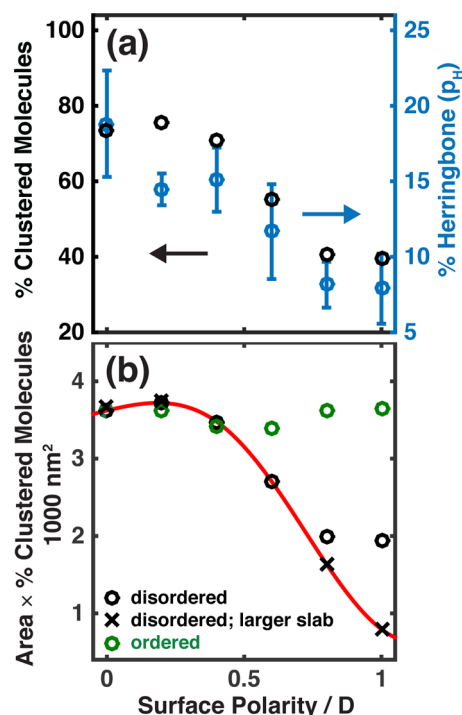 (a)
% Clustered Molecules
100
80
60
40
20
% Herringbone (pH)
25
20
15
10
5
(b)
Area × % Clustered Molecules
1000 nm²
4
3
2
1
disordered
disordered; larger slab
ordered
0
0.5
1
Surface Polarity / D